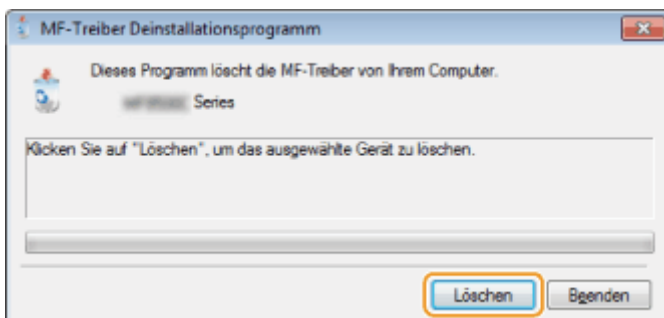 MF-Treiber Deinstallationsprogramm
Dieses Programm löscht die MF-Treiber von Ihrem Computer.
Series
Klicken Sie auf "Löschen", um das ausgewählte Gerät zu löschen.
Löschen Beenden